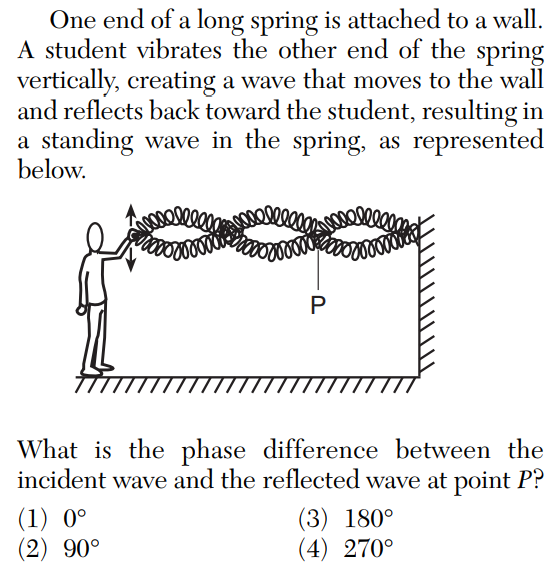 One end of a long spring is attached to a wall.
A student vibrates the other end of the spring
vertically, creating a wave that moves to the wall
and reflects back toward the student, resulting in
a standing wave in the spring, as represented
below.
P
What is the phase difference between the
incident wave and the reflected wave at point P?
(1) 0° (3) 180°
(2) 90° (4) 270°